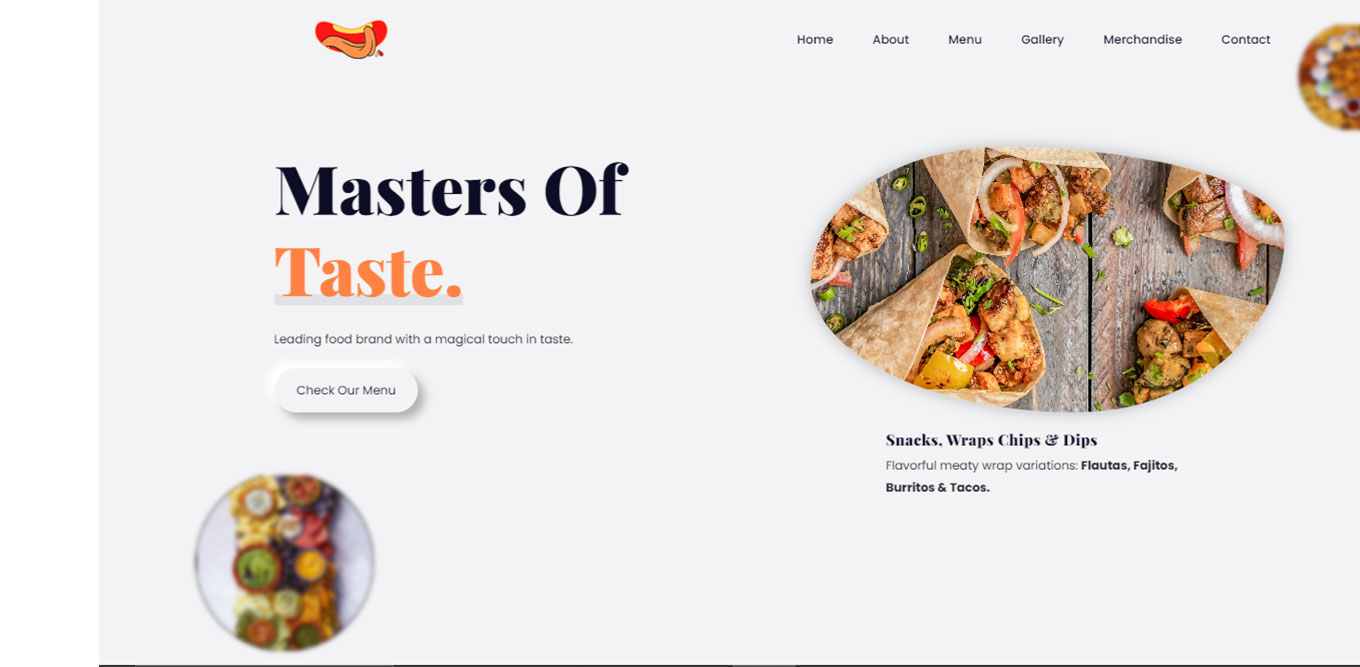 Home About Menu Gallery Merchandise Contact
Masters Of
Taste.
Leading food brand with a magical touch in taste.
Check Our Menu
Snacks, Wraps Chips & Dips
Flavorful meaty wrap variations: Flautas, Fajitos,
Burritos & Tacos.